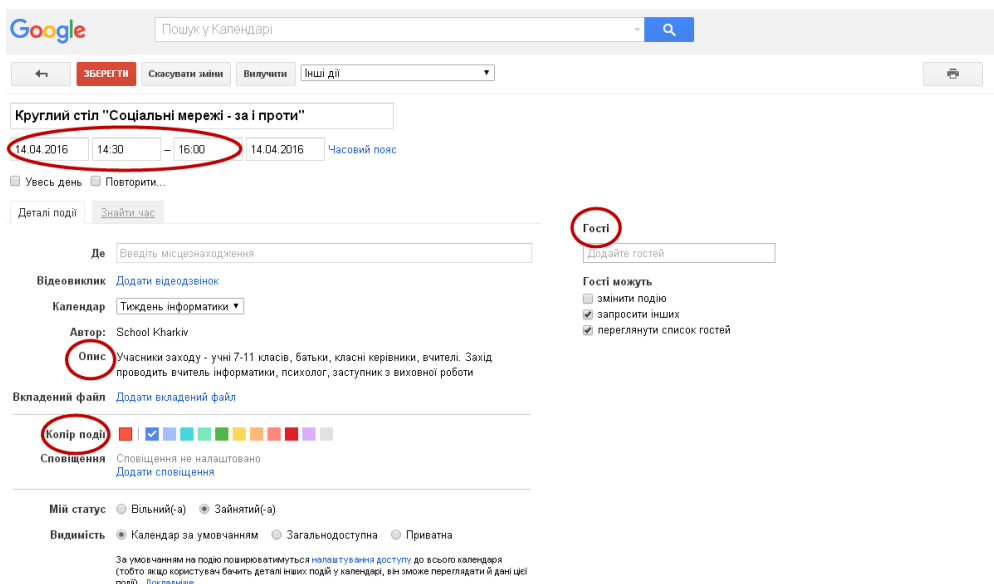 Google
Пошук у Календарі
ЗБЕРЕГТИ Скасувати зміни Вилучити Інші дії
Круглий стіл "Соціальні мережі - за і проти"
14.04.2016 14:30 – 16:00 14.04.2016 Часовий пояс
Увесь день Повторити...
Деталі події Знайти час
Де Введіть місцезнаходження
Відеовиклик Додати відеодзвінок
Календар Тиждень інформатики
Автор: School Kharkiv
Опис Учасники заходу - учні 7-11 класів, батьки, класні керівники, вчителі. Захід
проводить вчитель інформатики, психолог, заступник з виховної роботи
Вкладений файл Додати вкладений файл
Колір події
Сповіщення Сповіщення не налаштовано
Додати сповіщення
Мій статус Вільний(-а) Зайнятий(-а)
Видимість Календар за умовчанням Загальнодоступна Приватна
За умовчанням на подію поширюватимуться налаштування доступу до всього календаря
(тобто якщо користувач бачить деталі інших подій у календарі, він зможе переглядати й дані цієї
події). Докладніше
Гості
Додайте гостей
Гості можуть
змінити подію
запросити інших
переглянути список гостей